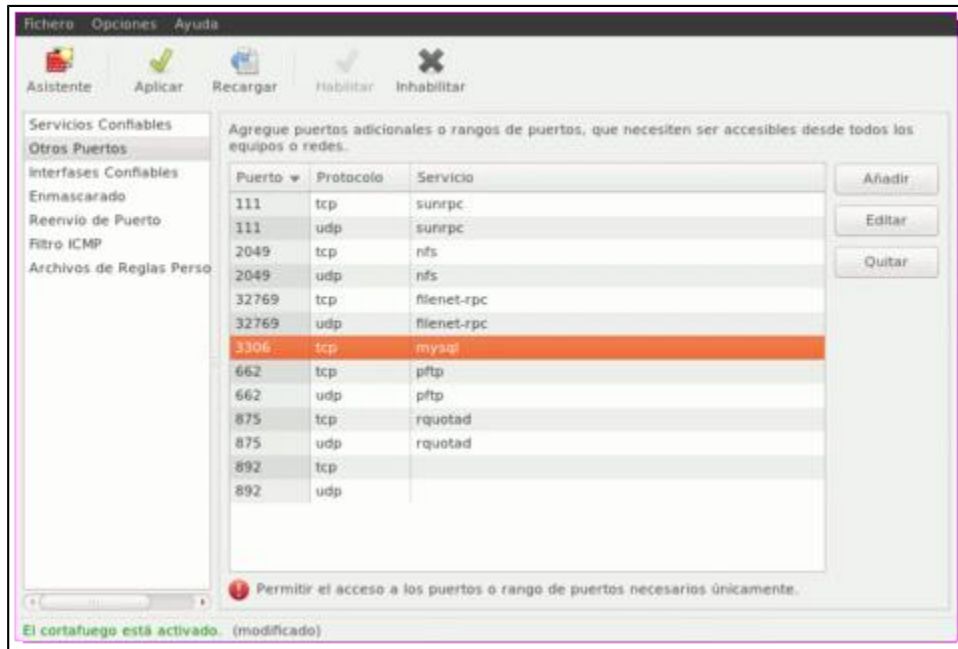 Fichero Opciones Ayuda
Asistente Aplicar Recargar Habilitar Inhabilitar
Servicios Confiables
Otros Puertos
Interfases Confiables
Enmascarado
Reenvío de Puerto
Filtro ICMP
Archivos de Reglas Perso
Agregue puertos adicionales o rangos de puertos, que necesiten ser accesibles desde todos los
equipos o redes.
Puerto Protocolo Servicio
111 tcp sunrpc
111 udp sunrpc
2049 tcp nfs
2049 udp nfs
32769 tcp filenet-rpc
32769 udp filenet-rpc
3306 tcp mysql
662 tcp pftp
662 udp pftp
875 tcp rquotad
875 udp rquotad
892 tcp
892 udp
Añadir
Editar
Quitar
Permitir el acceso a los puertos o rango de puertos necesarios únicamente.
El cortafuego está activado. (modificado)